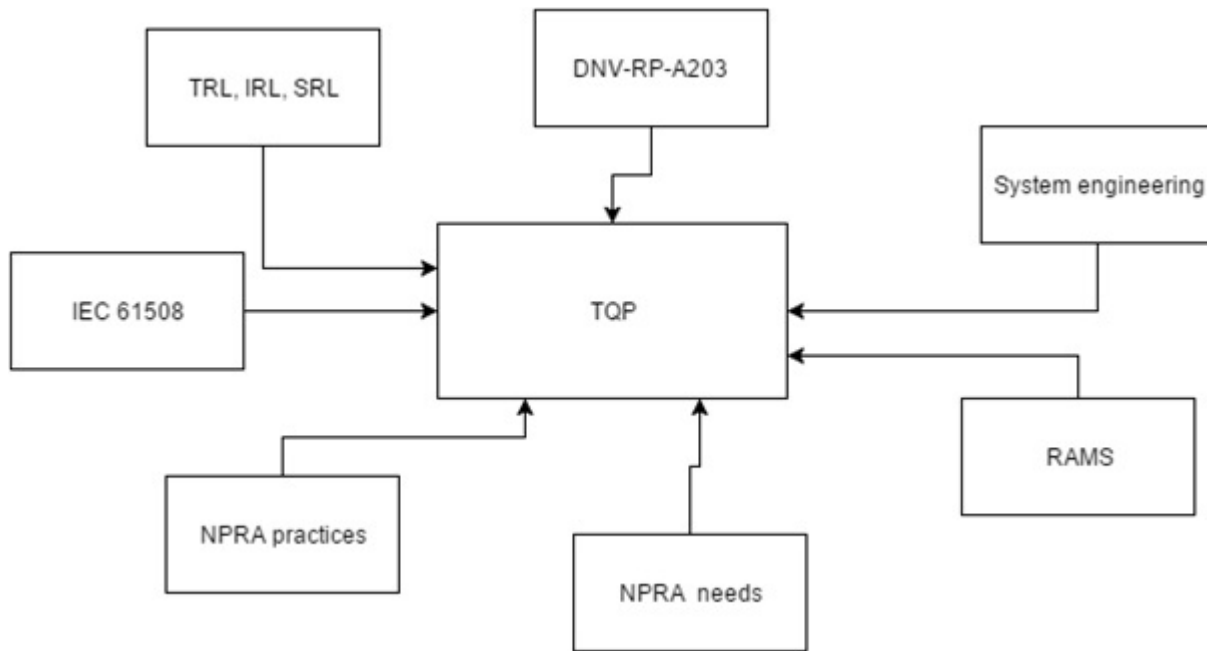 DNV-RP-A203
TRL, IRL, SRL
System engineering
IEC 61508
TQP
RAMS
NPRA practices
NPRA needs